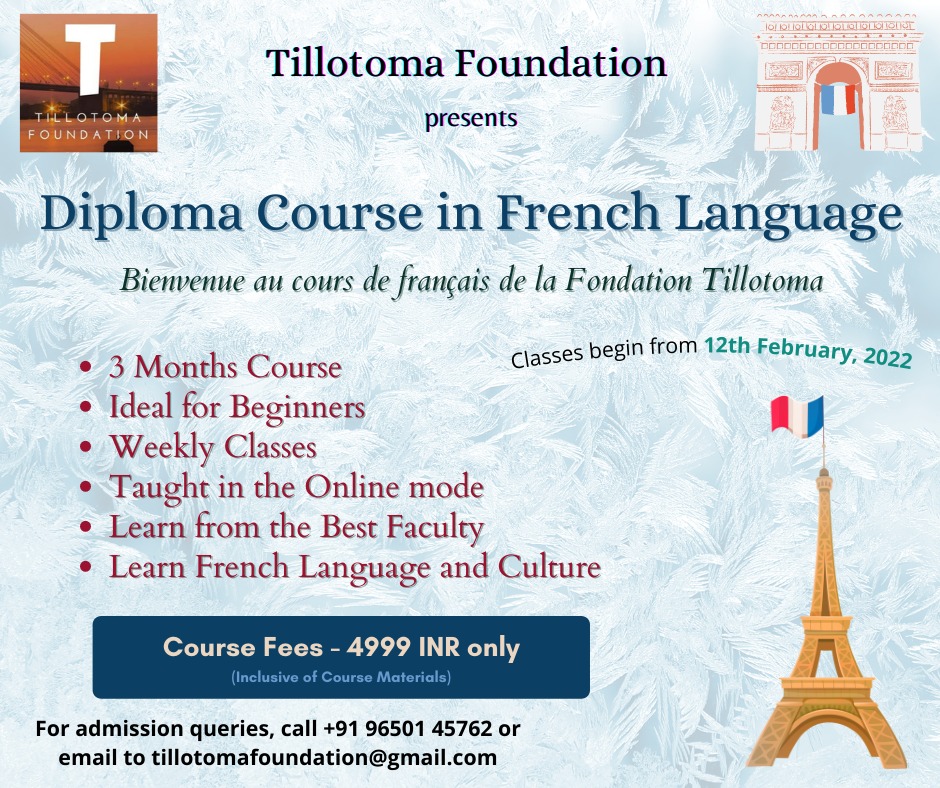 T
TILLOTOMA
FOUNDATION
Tillotoma Foundation
presents
Diploma Course in French Language
Bienvenue au cours de français de la Fondation Tillotoma
Classes begin from 12th February, 2022
• 3 Months Course
• Ideal for Beginners
• Weekly Classes
• Taught in the Online mode
• Learn from the Best Faculty
• Learn French Language and Culture
Course Fees - 4999 INR only
(Inclusive of Course Materials)
For admission queries, call +91 96501 45762 or
email to tillotomafoundation@gmail.com